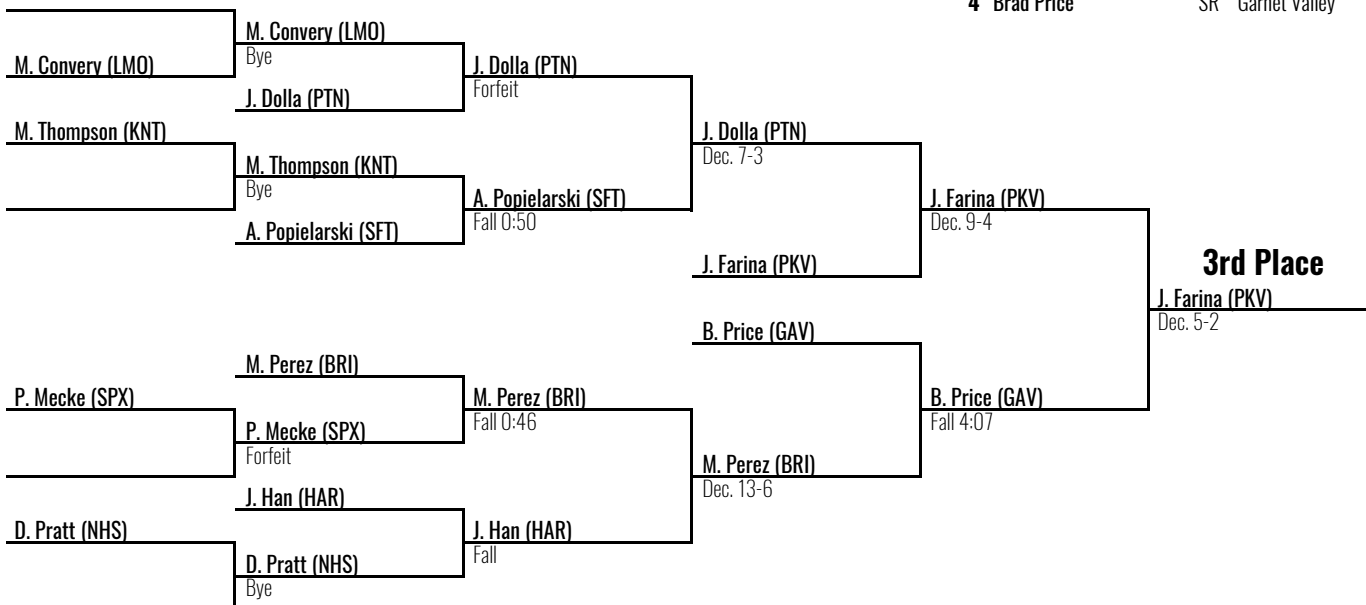 4 Brad Price SR Garnet Valley
M. Convery (LMO)
Bye
M. Convery (LMO)
J. Dolla (PTN)
Forfeit
J. Dolla (PTN)
M. Thompson (KNT)
J. Dolla (PTN)
Dec. 7-3
M. Thompson (KNT)
Bye
A. Popielarski (SFT)
Fall 0:50
J. Farina (PKV)
Dec. 9-4
A. Popielarski (SFT)
J. Farina (PKV)
3rd Place
J. Farina (PKV)
Dec. 5-2
B. Price (GAV)
M. Perez (BRI)
P. Mecke (SPX)
M. Perez (BRI)
Fall 0:46
B. Price (GAV)
Fall 4:07
P. Mecke (SPX)
Forfeit
M. Perez (BRI)
Dec. 13-6
J. Han (HAR)
D. Pratt (NHS)
J. Han (HAR)
Fall
D. Pratt (NHS)
Bye